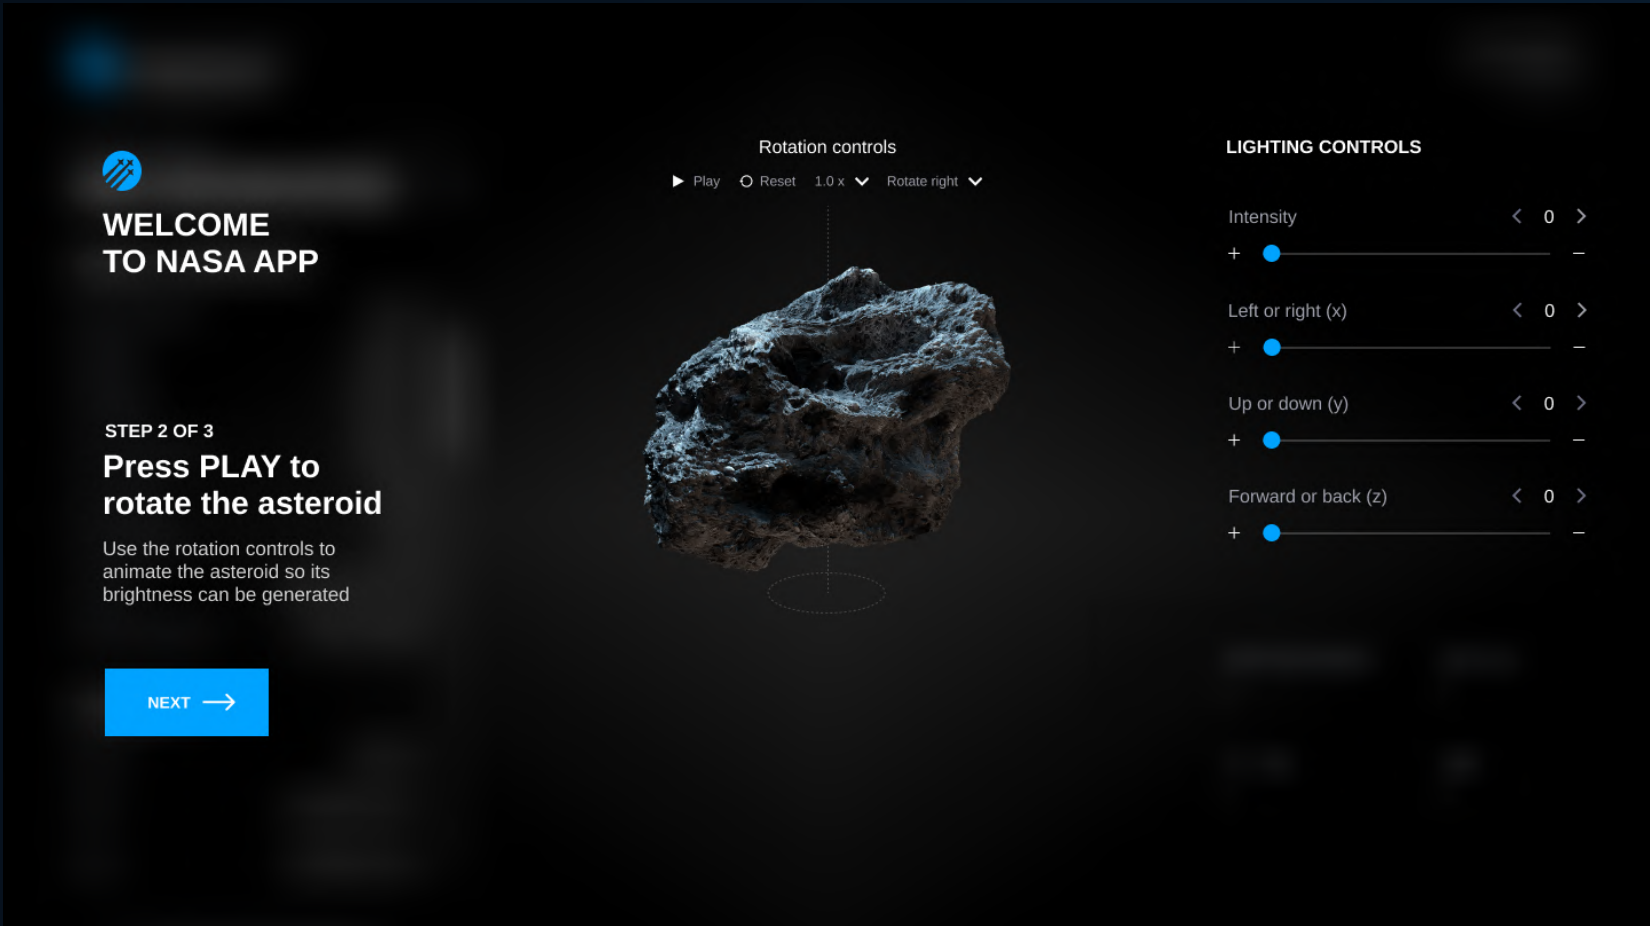 WELCOME
TO NASA APP
STEP 2 OF 3
Press PLAY to
rotate the asteroid
Use the rotation controls to
animate the asteroid so its
brightness can be generated
NEXT
Rotation controls
Play Reset 1.0 x Rotate right
LIGHTING CONTROLS
Intensity 0
+ −
Left or right (x) 0
+ −
Up or down (y) 0
+ −
Forward or back (z) 0
+ −